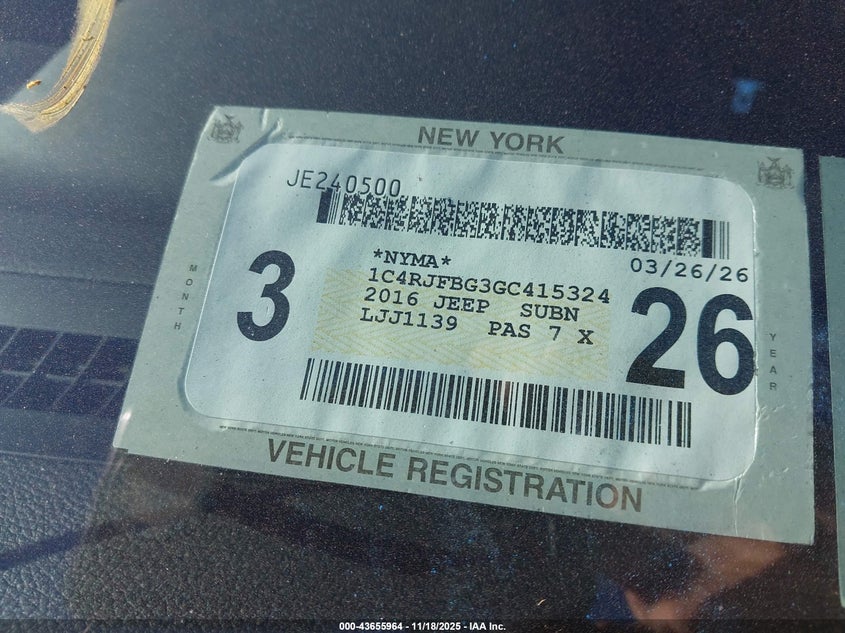 NEW YORK
JE240500
*NYMA*
03/26/26
1C4RJFBG3GC415324
2016 JEEP SUBN
LJJ1139 PAS 7 X
MONTH
3
26
YEAR
VEHICLE REGISTRATION
000-43655964 - 11/18/2025 - IAA Inc.